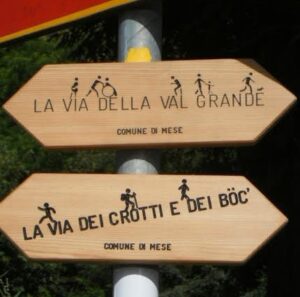 LA VIA DELLA VAL GRANDE
COMUNE DI MESE
LA VIA DEI CROTTI E DEI BÖC'
COMUNE DI MESE